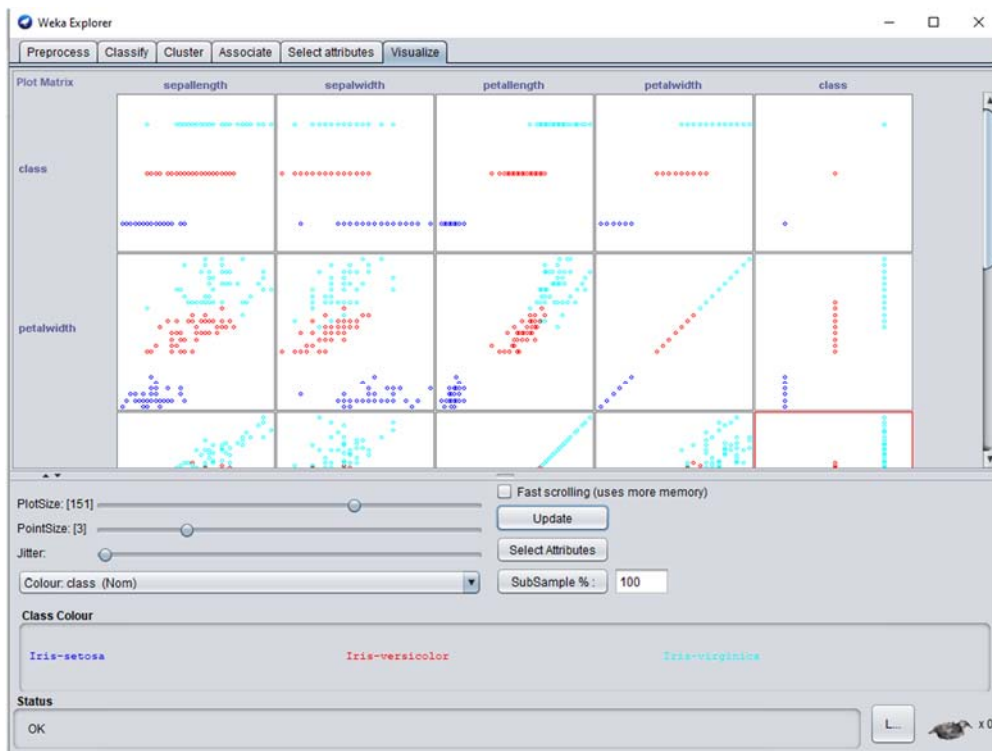 Weka Explorer
Preprocess Classify Cluster Associate Select attributes Visualize
Plot Matrix sepallength sepalwidth petallength petalwidth class
class
petalwidth
PlotSize: [151]
PointSize: [3]
Jitter:
Fast scrolling (uses more memory)
Update
Select Attributes
Colour: class (Nom)
SubSample % : 100
Class Colour
Iris-setosa Iris-versicolor Iris-virginica
Status
OK
L...
x 0